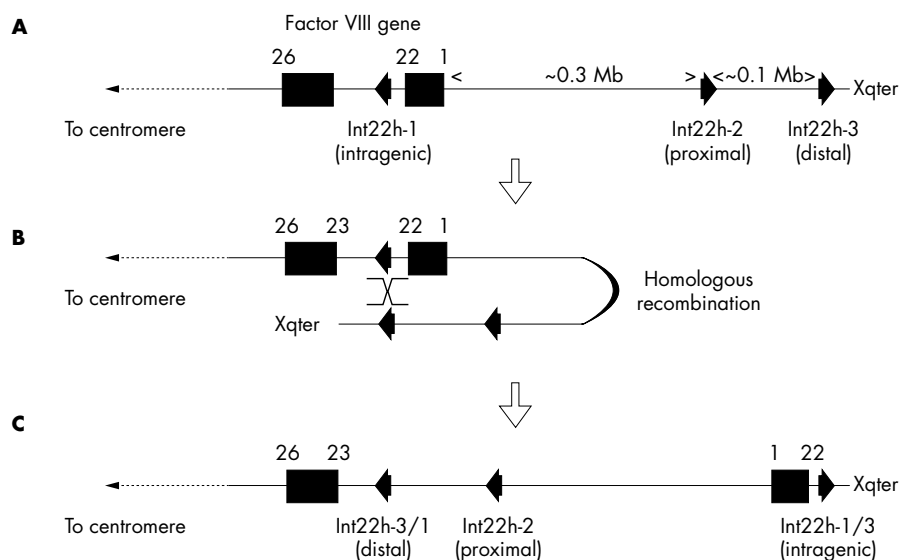 A
Factor VIII gene
26 22 1
< ~0.3 Mb > <~0.1 Mb>
Xqter
To centromere
Int22h-1
(intragenic)
Int22h-2
(proximal)
Int22h-3
(distal)
B
26 23 22 1
To centromere
Xqter
Homologous
recombination
C
26 23 1 22
Xqter
To centromere
Int22h-3/1
(distal)
Int22h-2
(proximal)
Int22h-1/3
(intragenic)